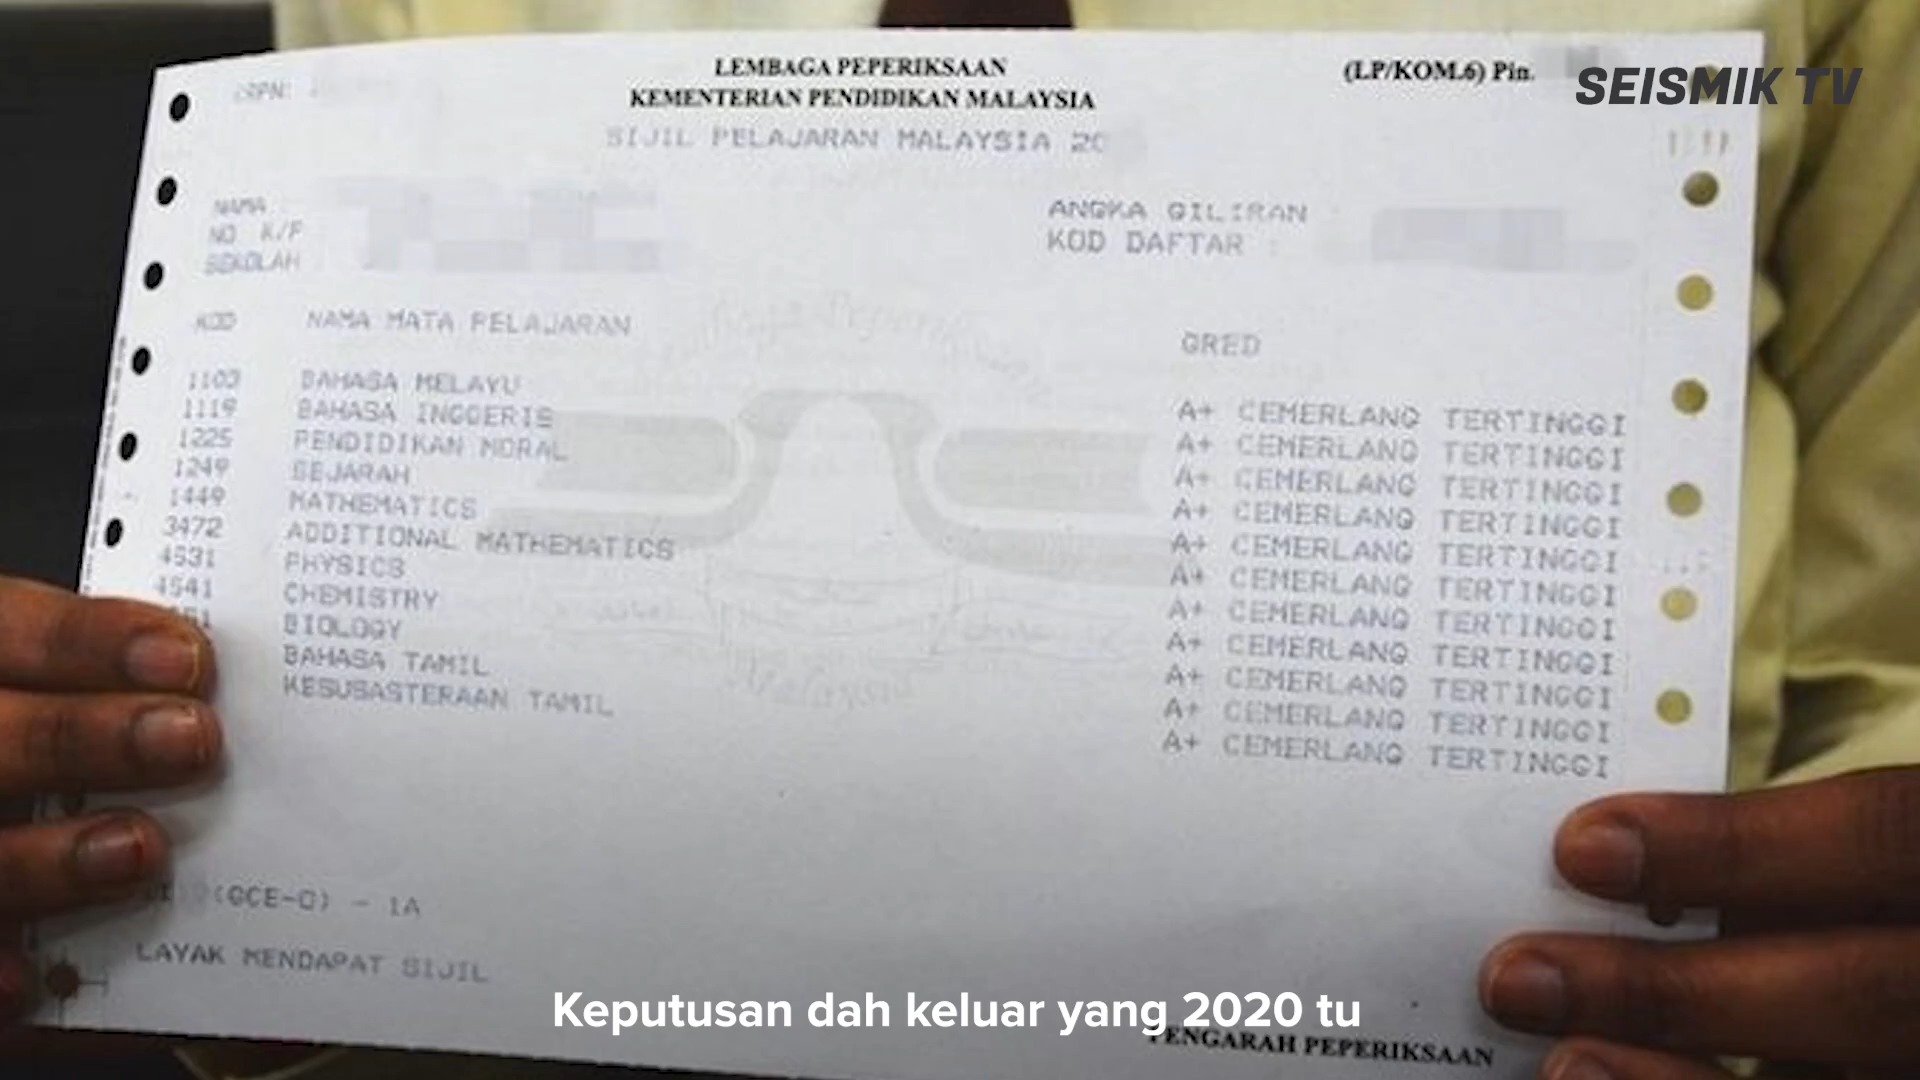 LEMBAGA PEPERIKSAAN
KEMENTERIAN PENDIDIKAN MALAYSIA
(LP/KOM.6) Pin.
SEISMIK TV
SIJIL PELAJARAN MALAYSIA 20
NAMA
NO K/P
SEKOLAH
ANGKA GILIRAN
KOD DAFTAR :
KOD NAMA MATA PELAJARAN GRED
1103 BAHASA MELAYU A+ CEMERLANG TERTINGGI
1119 BAHASA INGGERIS A+ CEMERLANG TERTINGGI
1225 PENDIDIKAN MORAL A+ CEMERLANG TERTINGGI
1249 SEJARAH A+ CEMERLANG TERTINGGI
1449 MATHEMATICS A+ CEMERLANG TERTINGGI
3472 ADDITIONAL MATHEMATICS A+ CEMERLANG TERTINGGI
4531 PHYSICS A+ CEMERLANG TERTINGGI
4541 CHEMISTRY A+ CEMERLANG TERTINGGI
BIOLOGY A+ CEMERLANG TERTINGGI
BAHASA TAMIL A+ CEMERLANG TERTINGGI
KESUSASTERAAN TAMIL A+ CEMERLANG TERTINGGI
(GCE-O) - 1A
LAYAK MENDAPAT SIJIL
Keputusan dah keluar yang 2020 tu
PENGARAH PEPERIKSAAN